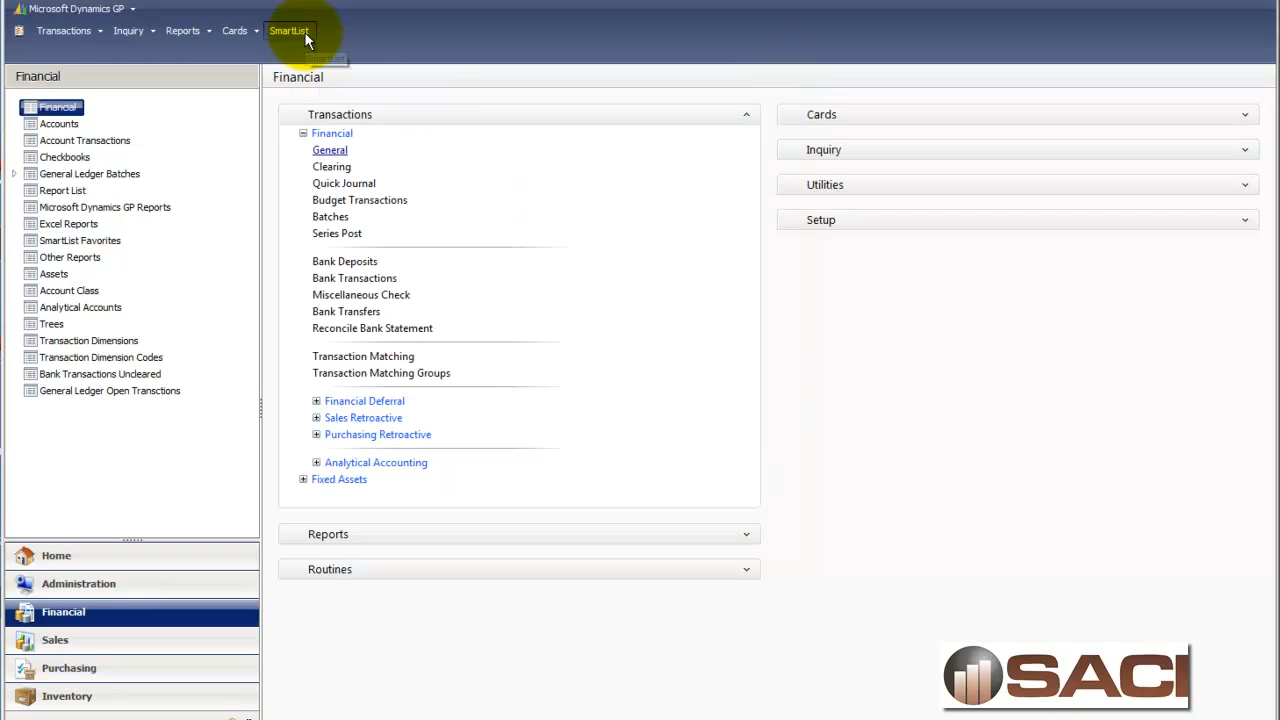 Microsoft Dynamics GP
Transactions Inquiry Reports Cards SmartList
Financial
Financial
Accounts
Account Transactions
Checkbooks
General Ledger Batches
Report List
Microsoft Dynamics GP Reports
Excel Reports
SmartList Favorites
Other Reports
Assets
Account Class
Analytical Accounts
Trees
Transaction Dimensions
Transaction Dimension Codes
Bank Transactions Uncleared
General Ledger Open Transctions
Home
Administration
Financial
Sales
Purchasing
Inventory
Financial
Transactions
Financial
General
Clearing
Quick Journal
Budget Transactions
Batches
Series Post
Bank Deposits
Bank Transactions
Miscellaneous Check
Bank Transfers
Reconcile Bank Statement
Transaction Matching
Transaction Matching Groups
Financial Deferral
Sales Retroactive
Purchasing Retroactive
Analytical Accounting
Fixed Assets
Reports
Routines
Cards
Inquiry
Utilities
Setup
SACI